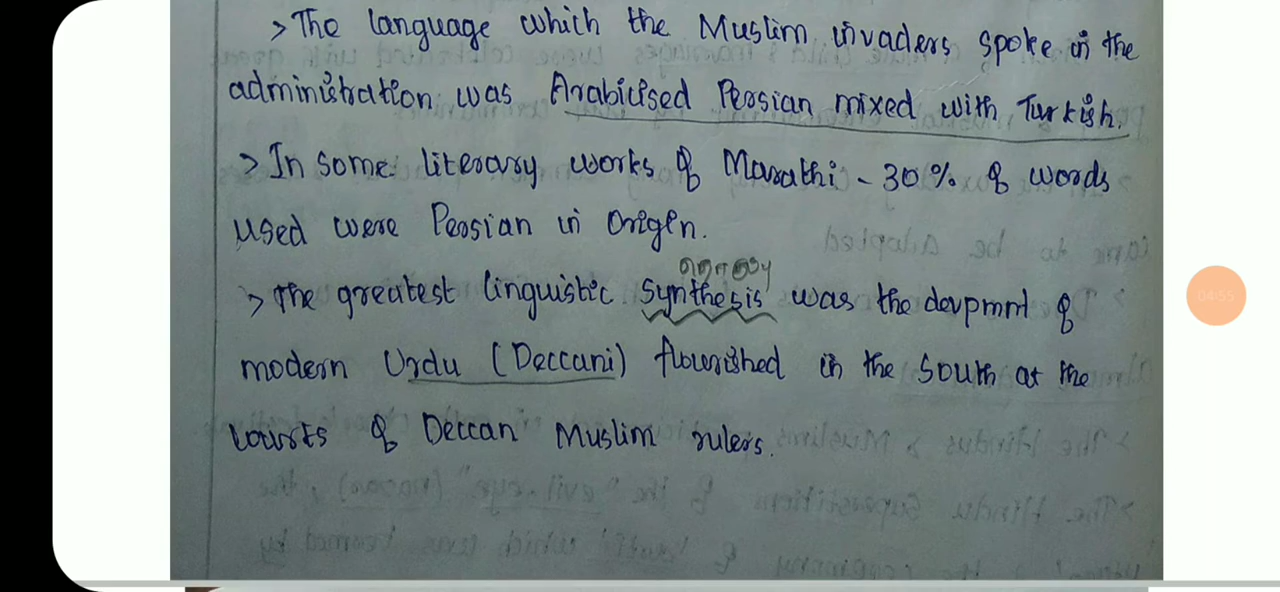 > The language which the Muslim invaders spoke in the
administration was Arabicised Persian mixed with Turkish.
> In some literary works of Marathi - 30% of words
used were Persian in Origin.
> The greatest linguistic synthesis was the devpmnt of
modern Urdu (Deccani) flourished in the South at the
courts of Deccan Muslim rulers.
04:55